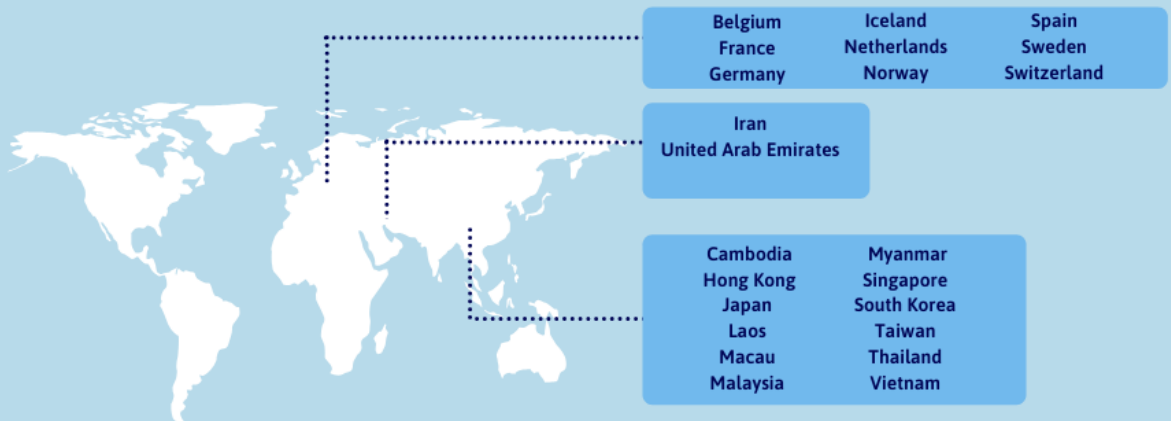 Belgium Iceland Spain
France Netherlands Sweden
Germany Norway Switzerland
Iran
United Arab Emirates
Cambodia Myanmar
Hong Kong Singapore
Japan South Korea
Laos Taiwan
Macau Thailand
Malaysia Vietnam